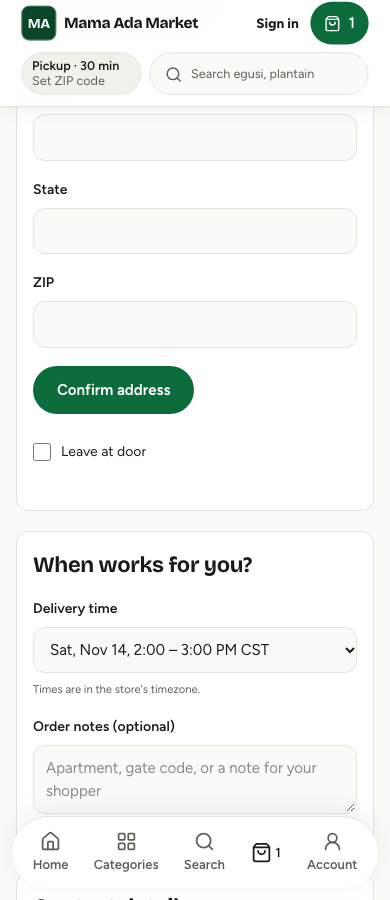 MA
Mama Ada Market
Sign in
1
Pickup · 30 min
Set ZIP code
Search egusi, plantain
State
ZIP
Confirm address
Leave at door
When works for you?
Delivery time
Sat, Nov 14, 2:00 – 3:00 PM CST
Times are in the store's timezone.
Order notes (optional)
Apartment, gate code, or a note for your
shopper
Home
Categories
Search
1
Account